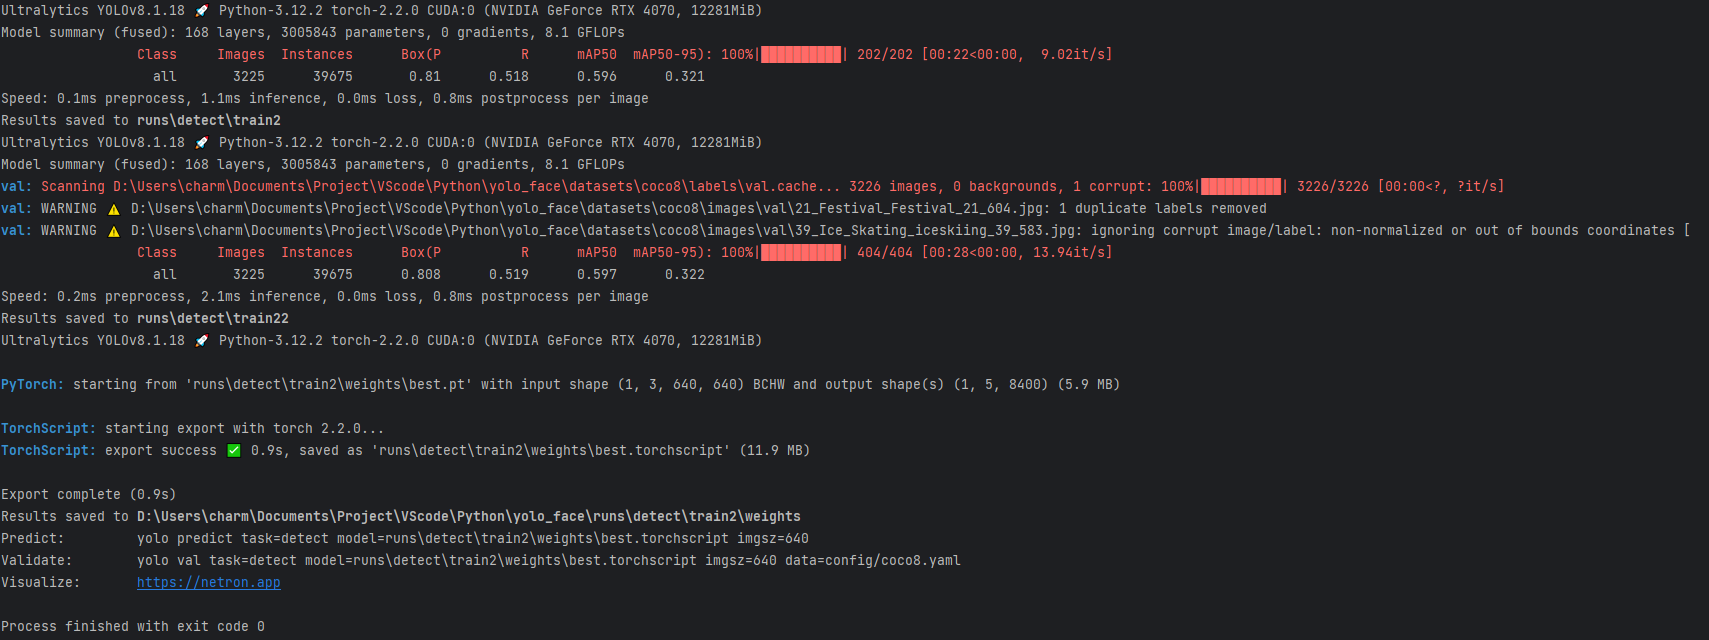 Ultralytics YOLOv8.1.18 🚀 Python-3.12.2 torch-2.2.0 CUDA:0 (NVIDIA GeForce RTX 4070, 12281MiB)
Model summary (fused): 168 layers, 3005843 parameters, 0 gradients, 8.1 GFLOPs
Class     Images  Instances      Box(P          R      mAP50  mAP50-95): 100%|██████████| 202/202 [00:22<00:00,  9.02it/s]
all       3225      39675       0.81      0.518      0.596      0.321
Speed: 0.1ms preprocess, 1.1ms inference, 0.0ms loss, 0.8ms postprocess per image
Results saved to runs\detect\train2
Ultralytics YOLOv8.1.18 🚀 Python-3.12.2 torch-2.2.0 CUDA:0 (NVIDIA GeForce RTX 4070, 12281MiB)
Model summary (fused): 168 layers, 3005843 parameters, 0 gradients, 8.1 GFLOPs
val: Scanning D:\Users\charm\Documents\Project\VScode\Python\yolo_face\datasets\coco8\labels\val.cache... 3226 images, 0 backgrounds, 1 corrupt: 100%|██████████| 3226/3226 [00:00<?, ?it/s]
val: WARNING ⚠️ D:\Users\charm\Documents\Project\VScode\Python\yolo_face\datasets\coco8\images\val\21_Festival_Festival_21_604.jpg: 1 duplicate labels removed
val: WARNING ⚠️ D:\Users\charm\Documents\Project\VScode\Python\yolo_face\datasets\coco8\images\val\39_Ice_Skating_iceskiing_39_583.jpg: ignoring corrupt image/label: non-normalized or out of bounds coordinates [
Class     Images  Instances      Box(P          R      mAP50  mAP50-95): 100%|██████████| 404/404 [00:28<00:00, 13.94it/s]
all       3225      39675      0.808      0.519      0.597      0.322
Speed: 0.2ms preprocess, 2.1ms inference, 0.0ms loss, 0.8ms postprocess per image
Results saved to runs\detect\train22
Ultralytics YOLOv8.1.18 🚀 Python-3.12.2 torch-2.2.0 CUDA:0 (NVIDIA GeForce RTX 4070, 12281MiB)
PyTorch: starting from 'runs\detect\train2\weights\best.pt' with input shape (1, 3, 640, 640) BCHW and output shape(s) (1, 5, 8400) (5.9 MB)
TorchScript: starting export with torch 2.2.0...
TorchScript: export success ✅ 0.9s, saved as 'runs\detect\train2\weights\best.torchscript' (11.9 MB)
Export complete (0.9s)
Results saved to D:\Users\charm\Documents\Project\VScode\Python\yolo_face\runs\detect\train2\weights
Predict:         yolo predict task=detect model=runs\detect\train2\weights\best.torchscript imgsz=640
Validate:        yolo val task=detect model=runs\detect\train2\weights\best.torchscript imgsz=640 data=config/coco8.yaml
Visualize:       https://netron.app
Process finished with exit code 0